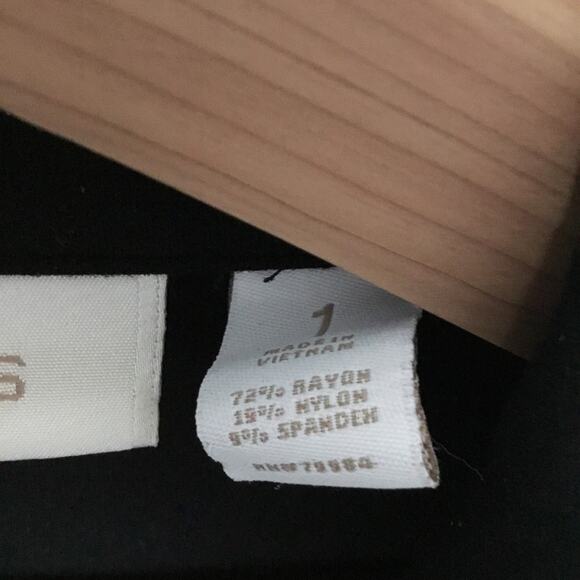 S
1
MADE IN
VIETNAM
72% RAYON
19% NYLON
9% SPANDEX